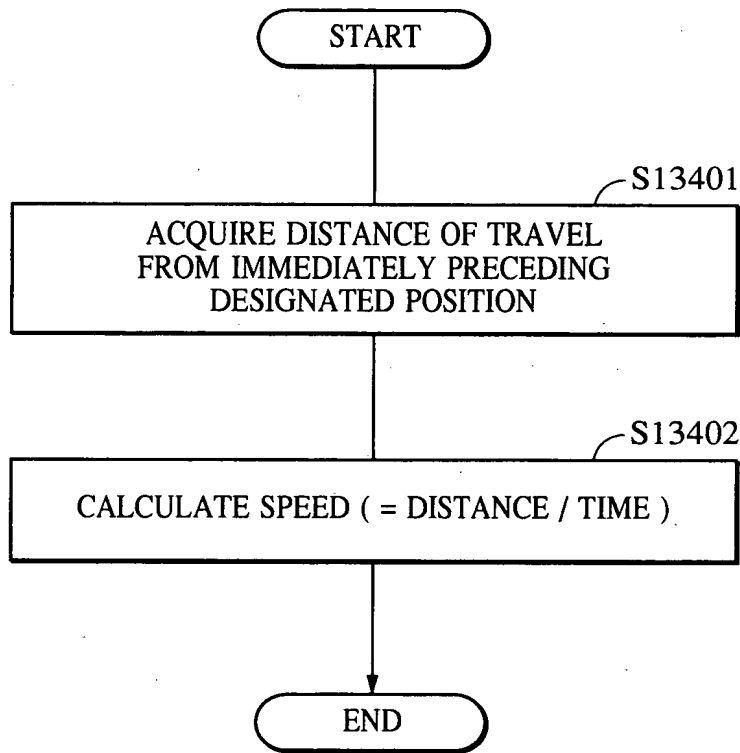 START
S13401
ACQUIRE DISTANCE OF TRAVEL
FROM IMMEDIATELY PRECEDING
DESIGNATED POSITION
S13402
CALCULATE SPEED ( = DISTANCE / TIME )
END